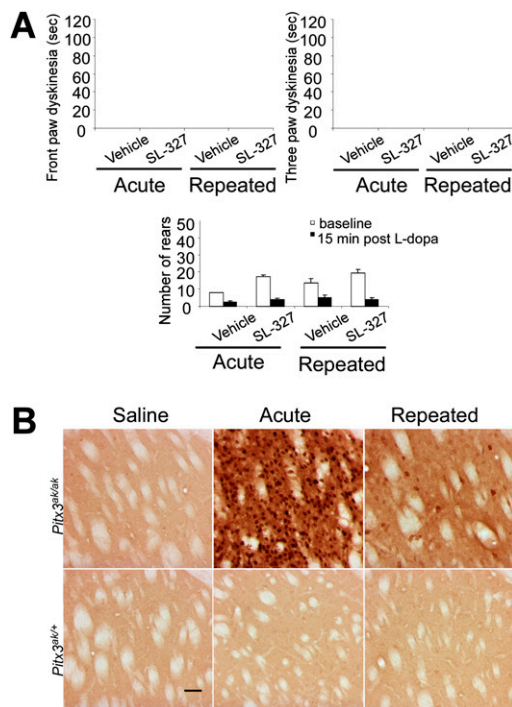 A
Front paw dyskinesia (sec)
120
100
80
60
40
20
0
Vehicle
SL-327
Vehicle
SL-327
Acute
Repeated
Three paw dyskinesia (sec)
120
100
80
60
40
20
0
Vehicle
SL-327
Vehicle
SL-327
Acute
Repeated
Number of rears
50
40
30
20
10
0
baseline
15 min post L-dopa
Vehicle
SL-327
Vehicle
SL-327
Acute
Repeated
B
Saline
Acute
Repeated
Pitx3ak/ak
Pitx3ak/+